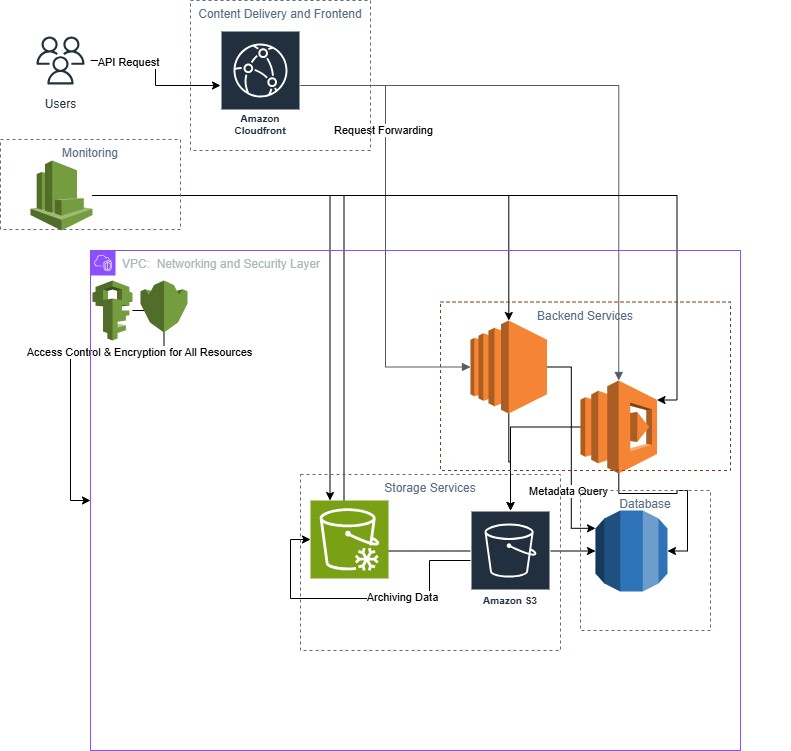 Content Delivery and Frontend
API Request
Users
Amazon
Cloudfront
Request Forwarding
Monitoring
VPC:  Networking and Security Layer
Access Control & Encryption for All Resources
Backend Services
Storage Services
Metadata Query
Database
Archiving Data
Amazon S3